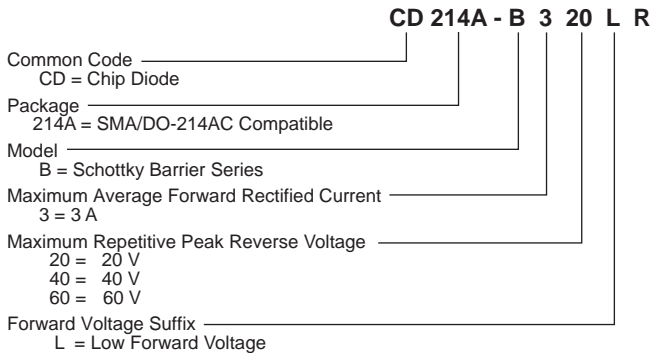 CD 214A - B 3 20 L R
Common Code
CD = Chip Diode
Package
214A = SMA/DO-214AC Compatible
Model
B = Schottky Barrier Series
Maximum Average Forward Rectified Current
3 = 3 A
Maximum Repetitive Peak Reverse Voltage
20 = 20 V
40 = 40 V
60 = 60 V
Forward Voltage Suffix
L = Low Forward Voltage